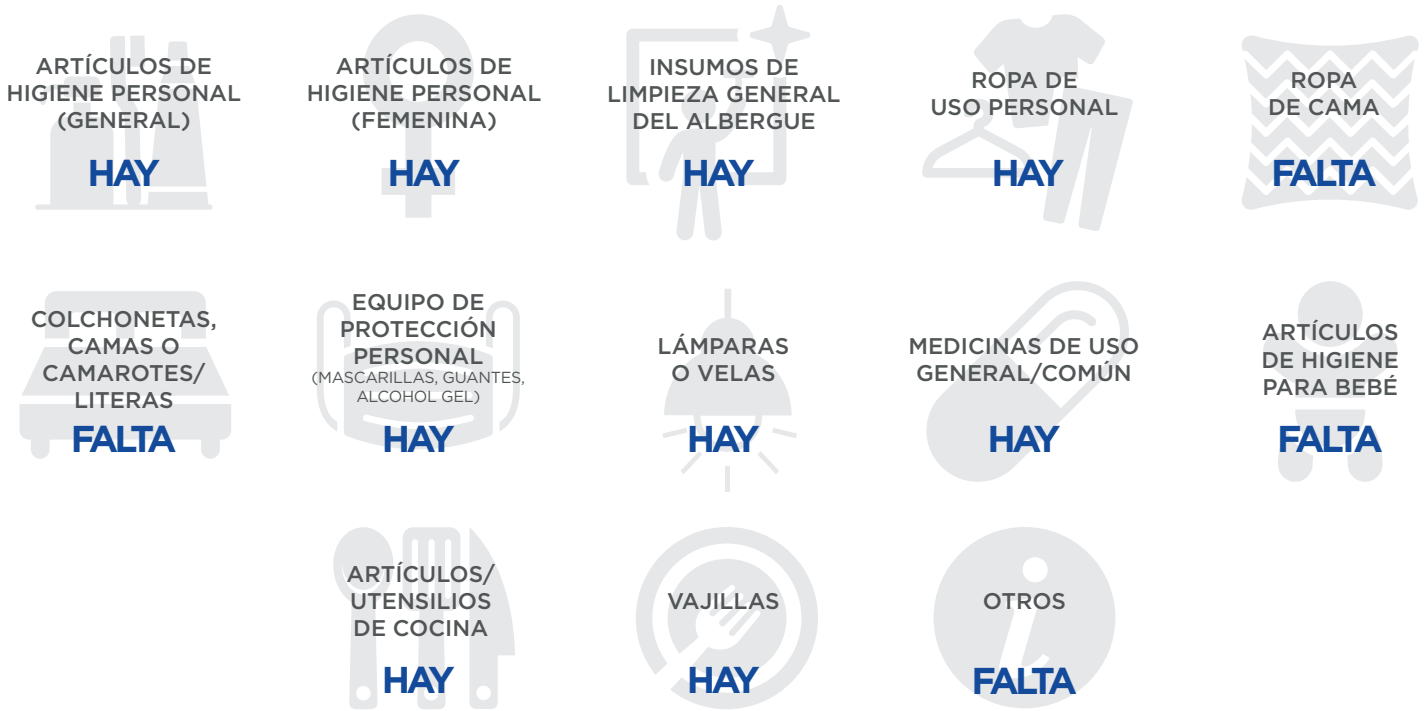 ARTÍCULOS DE
HIGIENE PERSONAL
(GENERAL)
HAY
ARTÍCULOS DE
HIGIENE PERSONAL
(FEMENINA)
HAY
INSUMOS DE
LIMPIEZA GENERAL
DEL ALBERGUE
HAY
ROPA DE
USO PERSONAL
HAY
ROPA
DE CAMA
FALTA
COLCHONETAS,
CAMAS O
CAMAROTES/
LITERAS
FALTA
EQUIPO DE
PROTECCIÓN
PERSONAL
(MASCARILLAS, GUANTES,
ALCOHOL GEL)
HAY
LÁMPARAS
O VELAS
HAY
MEDICINAS DE USO
GENERAL/COMÚN
HAY
ARTÍCULOS
DE HIGIENE
PARA BEBÉ
FALTA
ARTÍCULOS/
UTENSILIOS
DE COCINA
HAY
VAJILLAS
HAY
OTROS
FALTA